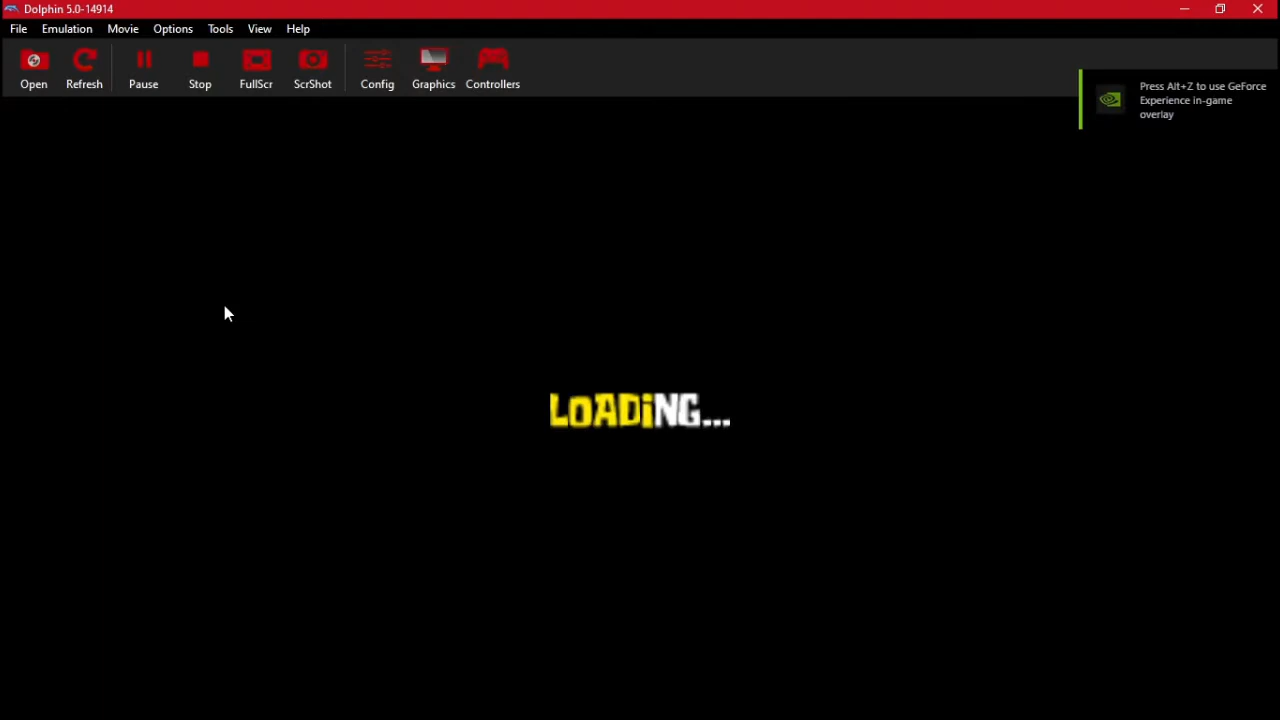 Dolphin 5.0-14914
File Emulation Movie Options Tools View Help
Open Refresh Pause Stop FullScr ScrShot Config Graphics Controllers
Press Alt+Z to use GeForce
Experience in-game
overlay
LOADiNG...